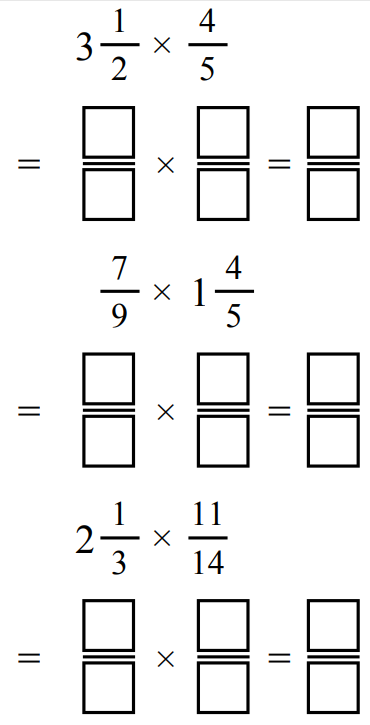 3 1/2 × 4/5
= □/□ × □/□ = □/□
7/9 × 1 4/5
= □/□ × □/□ = □/□
2 1/3 × 11/14
= □/□ × □/□ = □/□